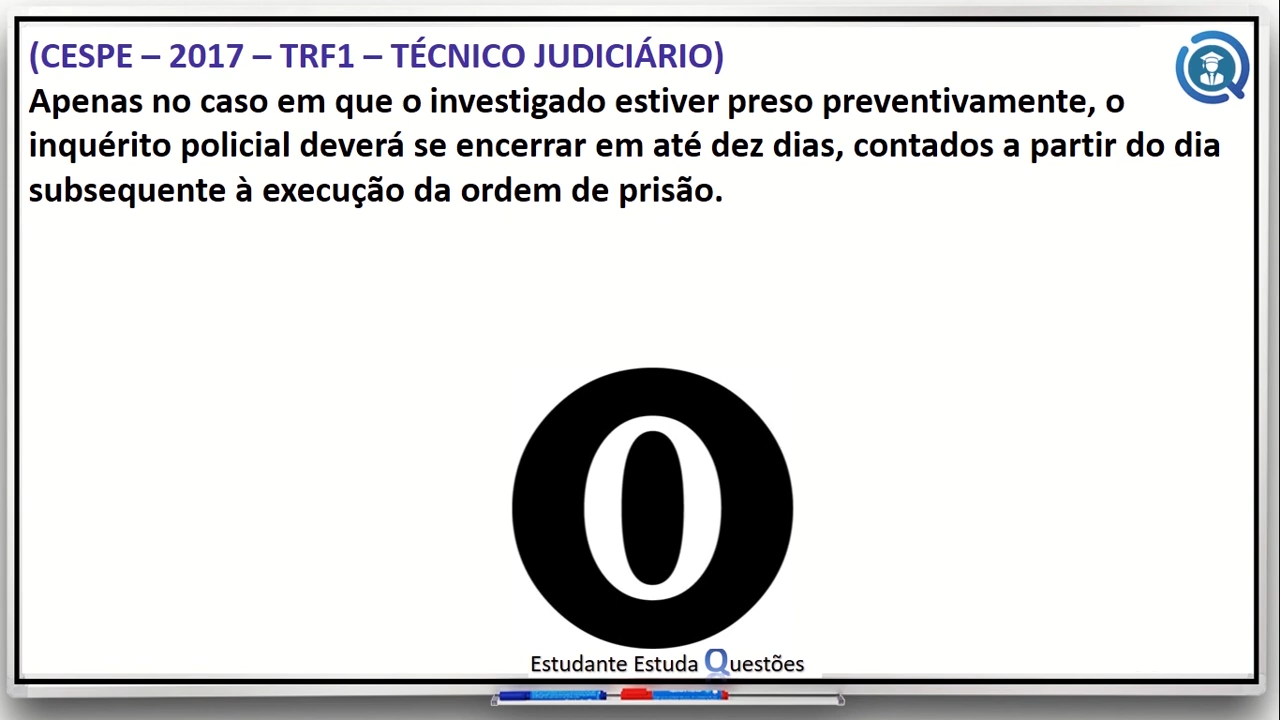 (CESPE – 2017 – TRF1 – TÉCNICO JUDICIÁRIO)
Apenas no caso em que o investigado estiver preso preventivamente, o
inquérito policial deverá se encerrar em até dez dias, contados a partir do dia
subsequente à execução da ordem de prisão.
0
Estudante Estuda Questões